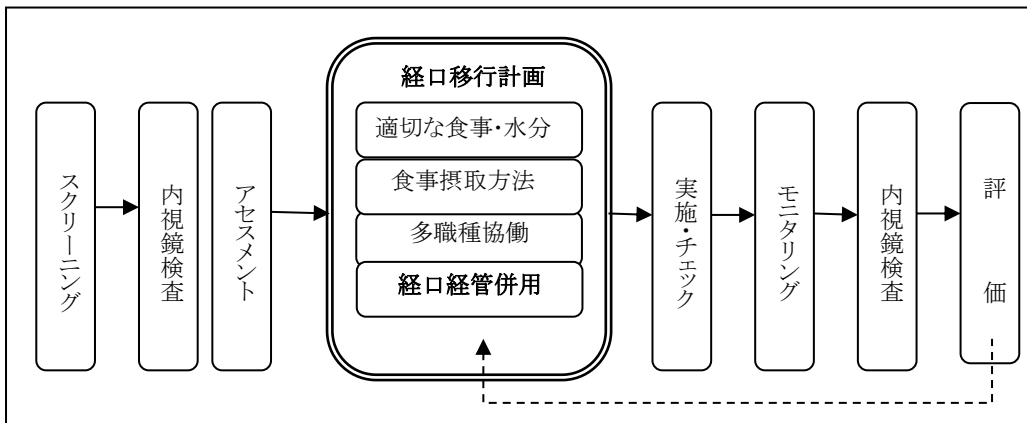 スクリーニング
内視鏡検査
アセスメント
経口移行計画
適切な食事・水分
食事摂取方法
多職種協働
経口経管併用
実施・チェック
モニタリング
内視鏡検査
評価